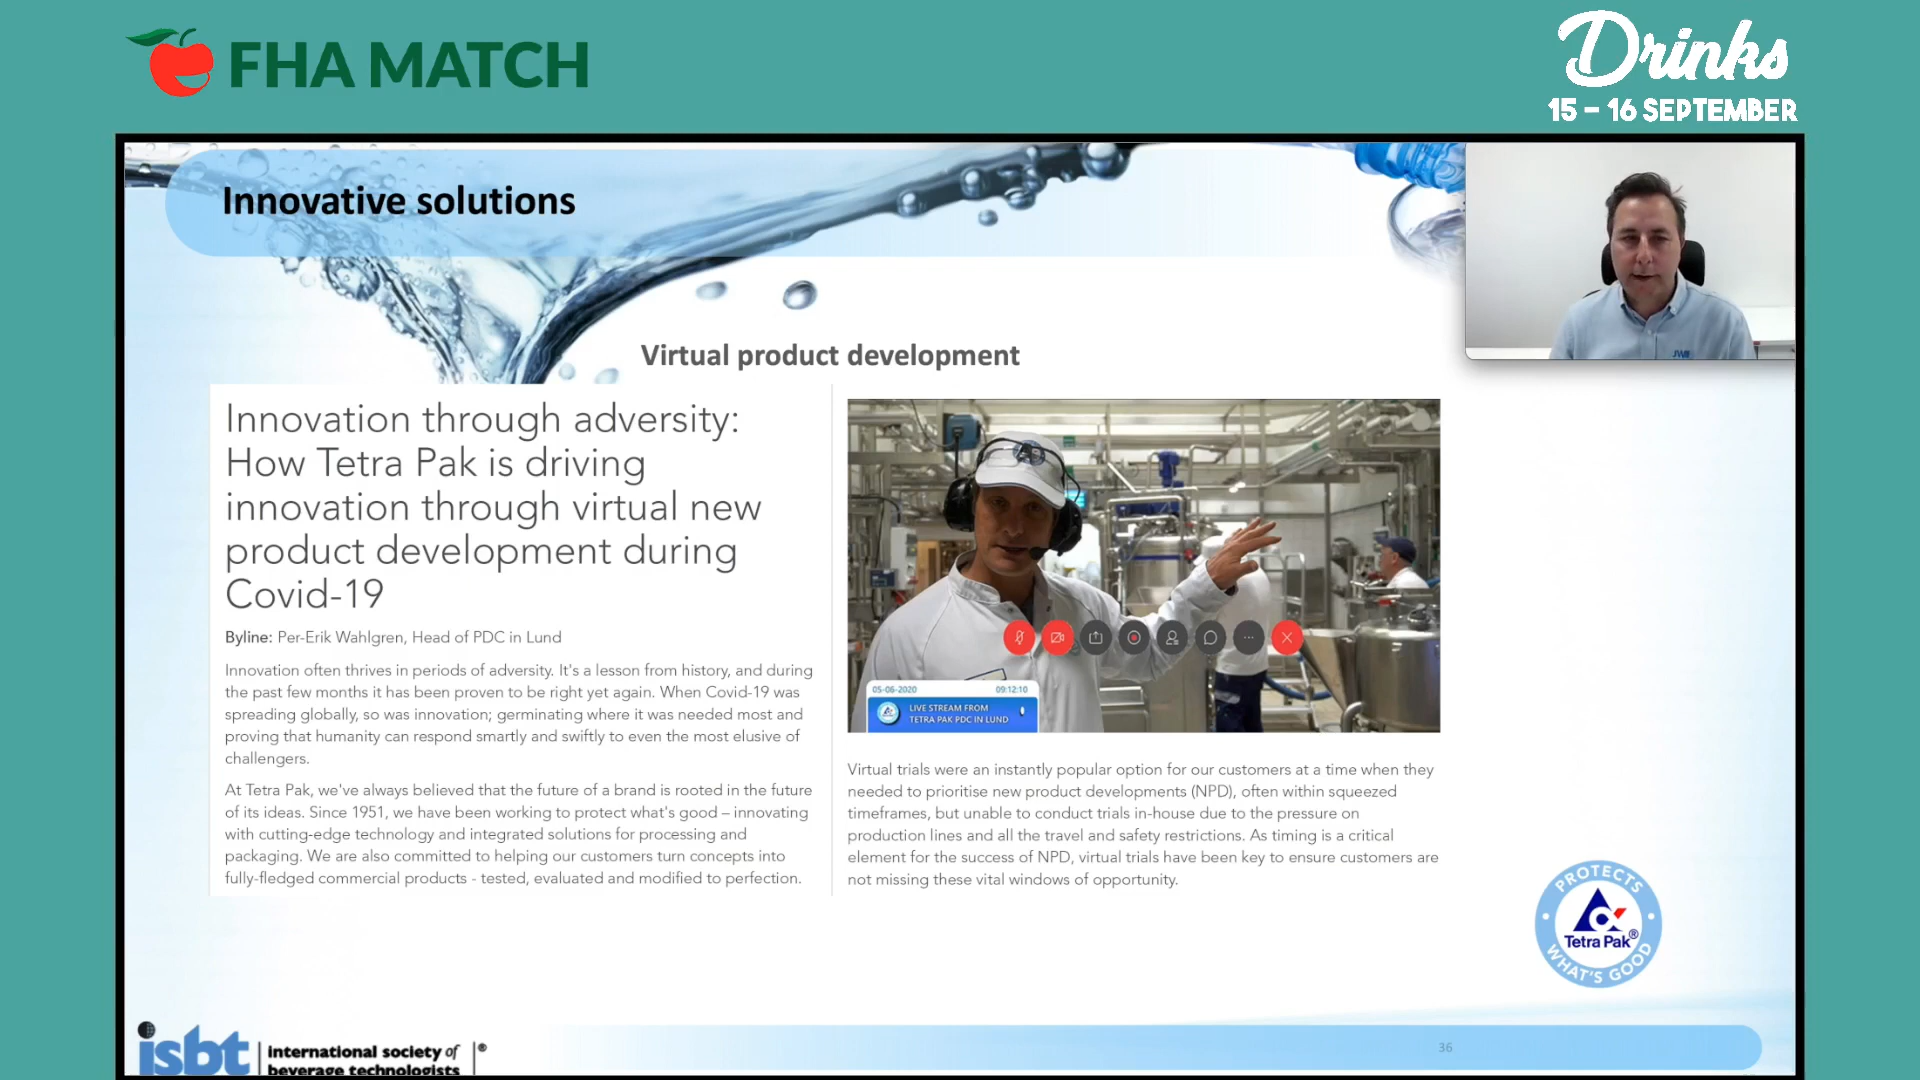 FHA MATCH
Drinks
15 – 16 SEPTEMBER
Innovative solutions
Virtual product development
Innovation through adversity:
How Tetra Pak is driving
innovation through virtual new
product development during
Covid-19
Byline: Per-Erik Wahlgren, Head of PDC in Lund
Innovation often thrives in periods of adversity. It's a lesson from history, and during
the past few months it has been proven to be right yet again. When Covid-19 was
spreading globally, so was innovation; germinating where it was needed most and
proving that humanity can respond smartly and swiftly to even the most elusive of
challengers.
At Tetra Pak, we've always believed that the future of a brand is rooted in the future
of its ideas. Since 1951, we have been working to protect what's good – innovating
with cutting-edge technology and integrated solutions for processing and
packaging. We are also committed to helping our customers turn concepts into
fully-fledged commercial products - tested, evaluated and modified to perfection.
05-06-2020 09:12:10
LIVE STREAM FROM
TETRA PAK PDC IN LUND
Virtual trials were an instantly popular option for our customers at a time when they
needed to prioritise new product developments (NPD), often within squeezed
timeframes, but unable to conduct trials in-house due to the pressure on
production lines and all the travel and safety restrictions. As timing is a critical
element for the success of NPD, virtual trials have been key to ensure customers are
not missing these vital windows of opportunity.
PROTECTS
Tetra Pak®
WHAT'S GOOD
isbt
international society of ®
beverage technologists
36